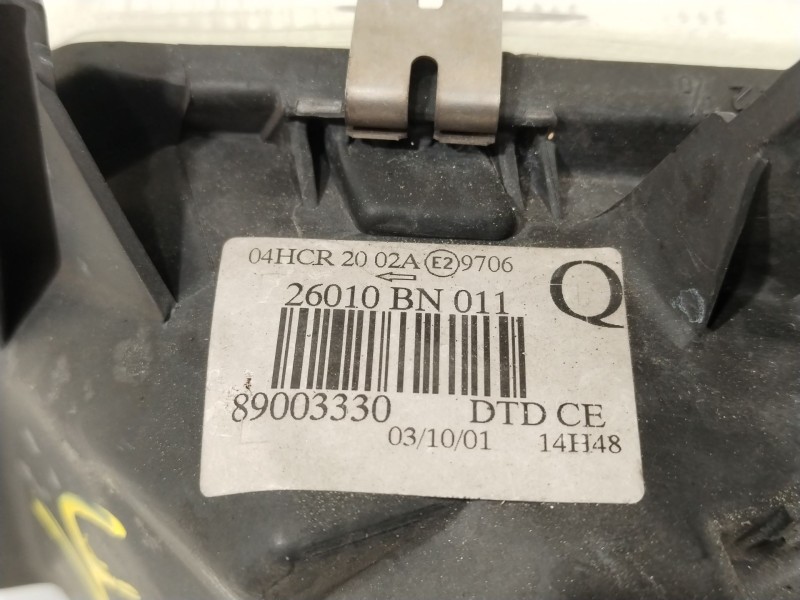 04HCR 20 02A E2 9706
←
26010 BN 011
Q
89003330 DTD CE
03/10/01 14H48